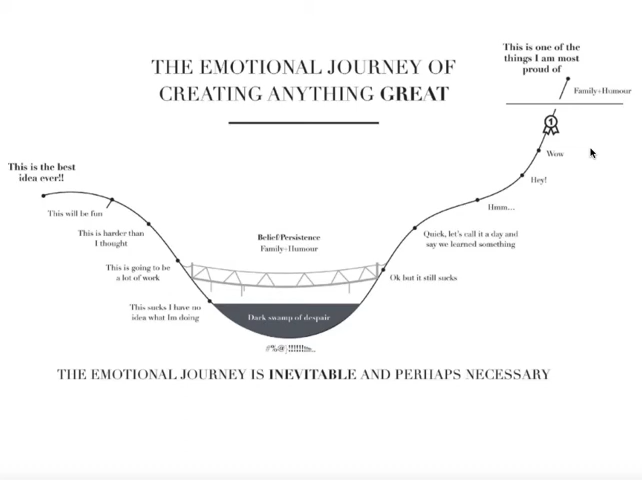 THE EMOTIONAL JOURNEY OF
CREATING ANYTHING GREAT
This is one of the
things I am most
proud of
Family+Humour
1
Wow
Hey!
Hmm...
Quick, let's call it a day and
say we learned something
Ok but it still sucks
This is the best
idea ever!!
This will be fun
This is harder than
I thought
This is going to be
a lot of work
This sucks I have no
idea what Im doing
Belief/Persistence
Family+Humour
Dark swamp of despair
THE EMOTIONAL JOURNEY IS INEVITABLE AND PERHAPS NECESSARY